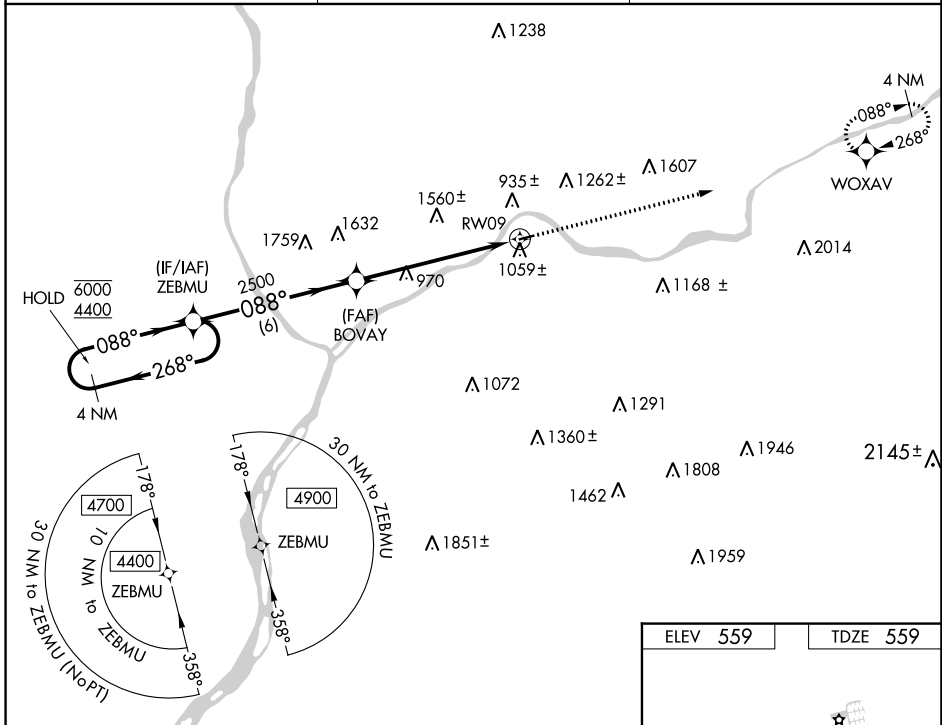 1238
4 NM
088°
268°
WOXAV
1607
1262±
935±
1560±
RW09
1632
1759
1059±
2014
(IF/IAF)
ZEBMU
2500
088°
(6)
970
1168 ±
HOLD
6000
4400
(FAF)
BOVAY
088°
268°
4 NM
1072
1291
1360±
1946
2145±
1808
1462
1851±
1959
178°
4700
10 NM to ZEBMU
4400
ZEBMU
30 NM to ZEBMU (NoPT)
358°
178°
30 NM to ZEBMU
4900
ZEBMU
358°
ELEV 559
TDZE 559